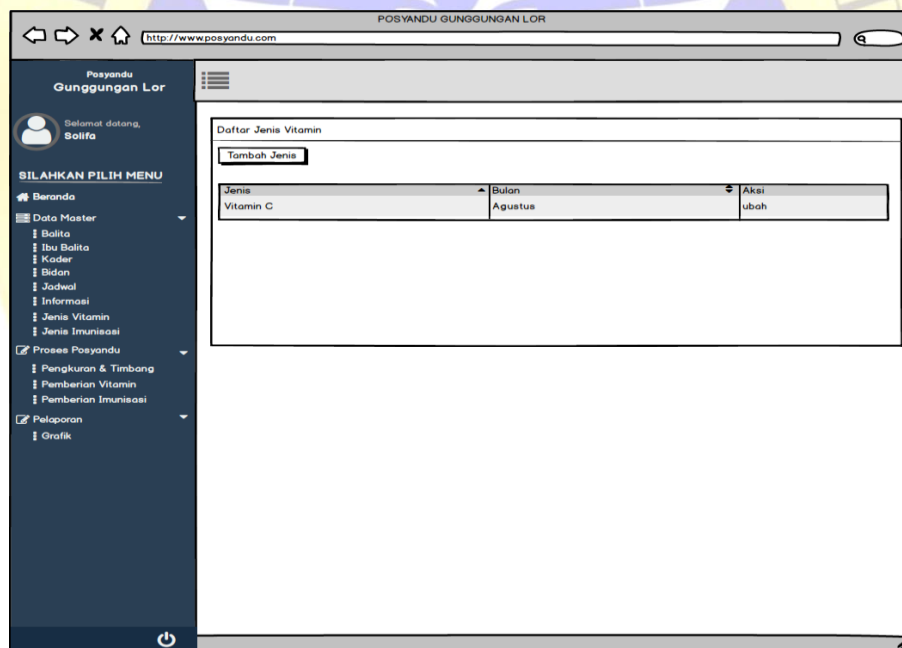 POSYANDU GUNGGUNGAN LOR
http://www.posyandu.com
Posyandu
Gunggungan Lor
Selamat datang,
Solifa
SILAHKAN PILIH MENU
Beranda
Data Master
Balita
Ibu Balita
Kader
Bidan
Jadwal
Informasi
Jenis Vitamin
Jenis Imunisasi
Proses Posyandu
Pengkuran & Timbang
Pemberian Vitamin
Pemberian Imunisasi
Pelaporan
Grafik
Daftar Jenis Vitamin
Tambah Jenis
Jenis Bulan Aksi
Vitamin C Agustus ubah